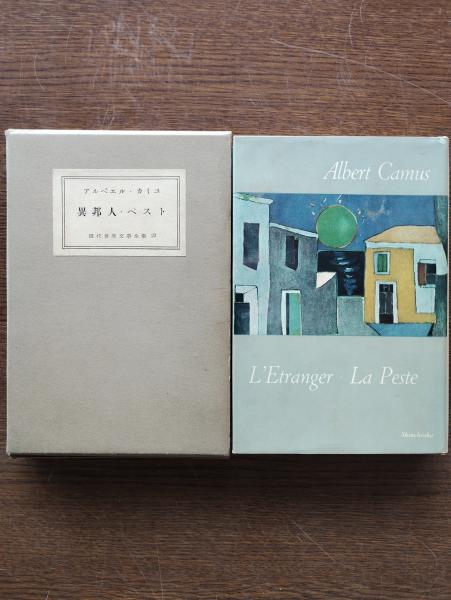 アルベエル・カミユ
異邦人・ペスト
現代世界文學全集
Albert Camus
L'Etranger · La Peste
Shinchosha